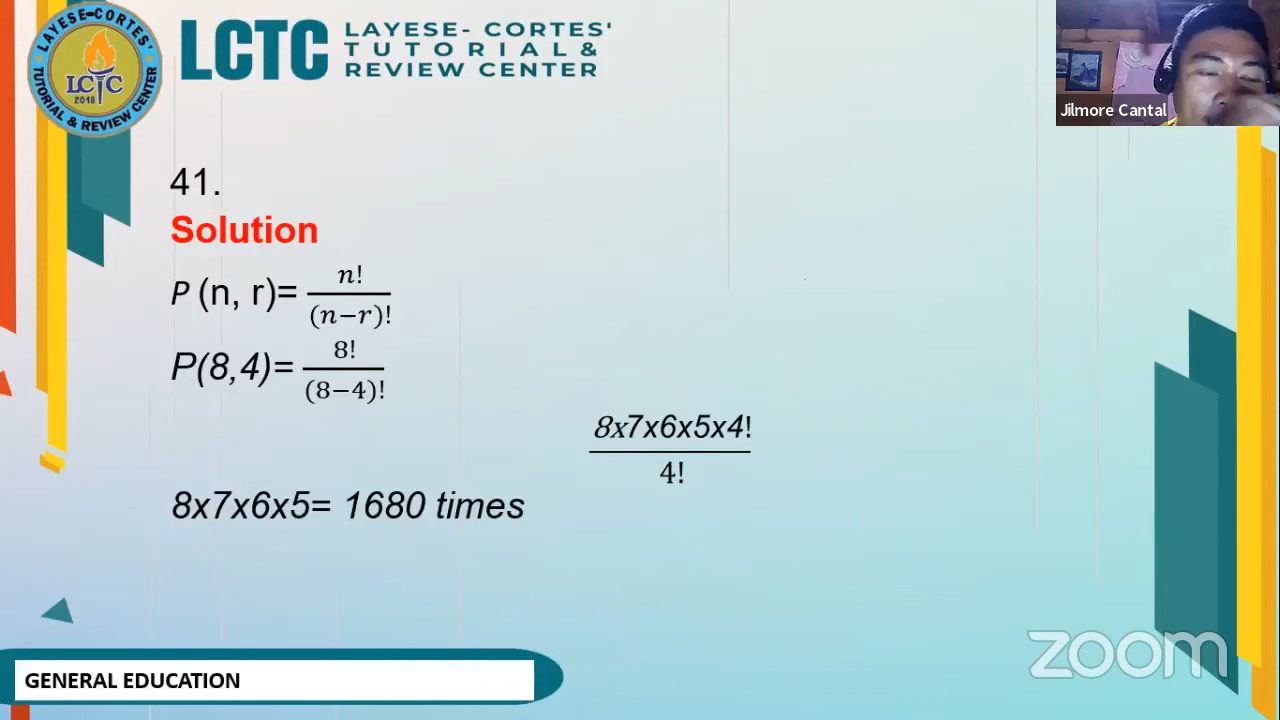 LAYESE-CORTES'
LCTC
2018
TUTORIAL & REVIEW CENTER
LCTC
LAYESE- CORTES'
TUTORIAL &
REVIEW CENTER
Jilmore Cantal
41.
Solution
P (n, r)= n!/(n−r)!
P(8,4)= 8!/(8−4)!
8x7x6x5x4!
4!
8x7x6x5= 1680 times
zoom
GENERAL EDUCATION